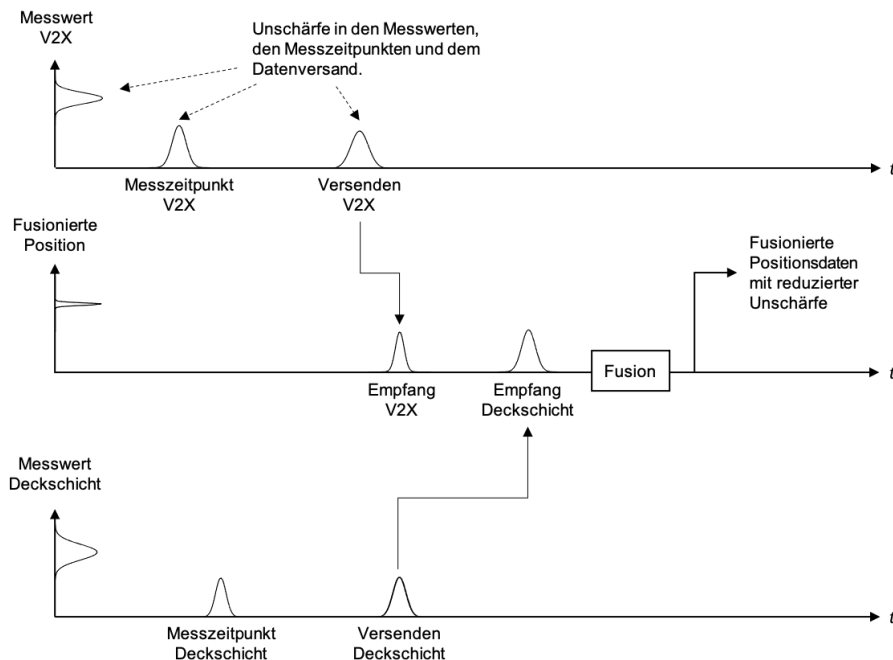 Messwert
V2X
Unschärfe in den Messwerten,
den Messzeitpunkten und dem
Datenversand.
t
Messzeitpunkt
V2X
Versenden
V2X
Fusionierte
Position
Fusionierte
Positionsdaten
mit reduzierter
Unschärfe
Fusion
t
Empfang
V2X
Empfang
Deckschicht
Messwert
Deckschicht
t
Messzeitpunkt
Deckschicht
Versenden
Deckschicht